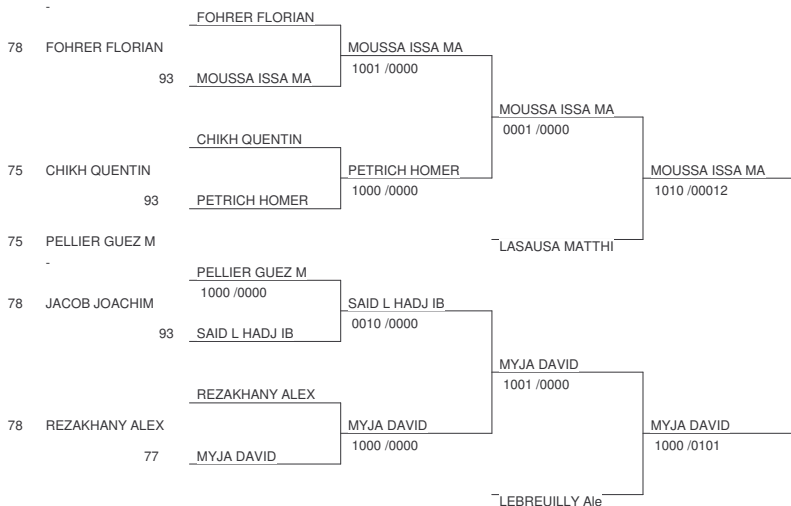 -
FOHRER FLORIAN
78 FOHRER FLORIAN MOUSSA ISSA MA
1001 /0000
93 MOUSSA ISSA MA
MOUSSA ISSA MA
0001 /0000
CHIKH QUENTIN
75 CHIKH QUENTIN PETRICH HOMER MOUSSA ISSA MA
1000 /0000 1010 /00012
93 PETRICH HOMER
75 PELLIER GUEZ M LASAUSA MATTHI
-
PELLIER GUEZ M
1000 /0000
78 JACOB JOACHIM SAID L HADJ IB
0010 /0000
93 SAID L HADJ IB
MYJA DAVID
1001 /0000
REZAKHANY ALEX
78 REZAKHANY ALEX MYJA DAVID MYJA DAVID
1000 /0000 1000 /0101
77 MYJA DAVID
LEBREUILLY Ale